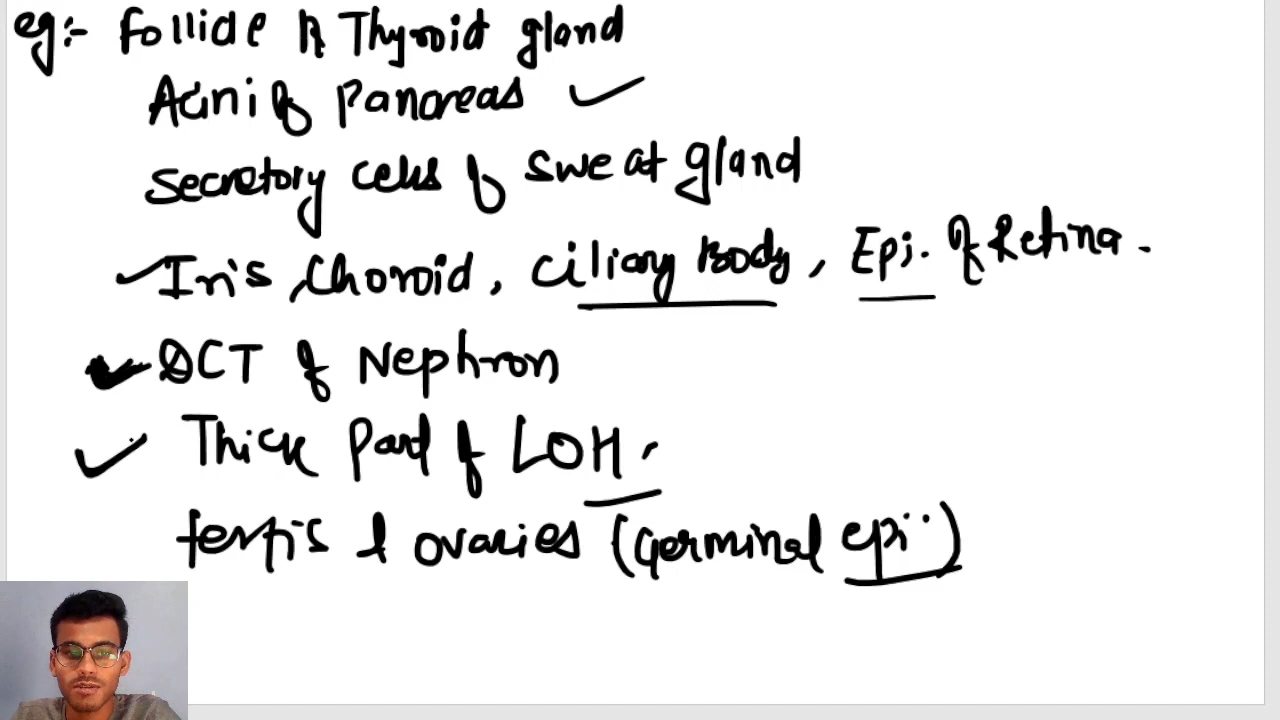 eg:- Follicle of Thyroid gland
Acini of Pancreas
Secretory cells of sweat gland
Iris, Choroid, Ciliary Body, Epi. of Retina.
DCT of Nephron
Thick Part of LOH.
testis & ovaries (Germinal epi..)